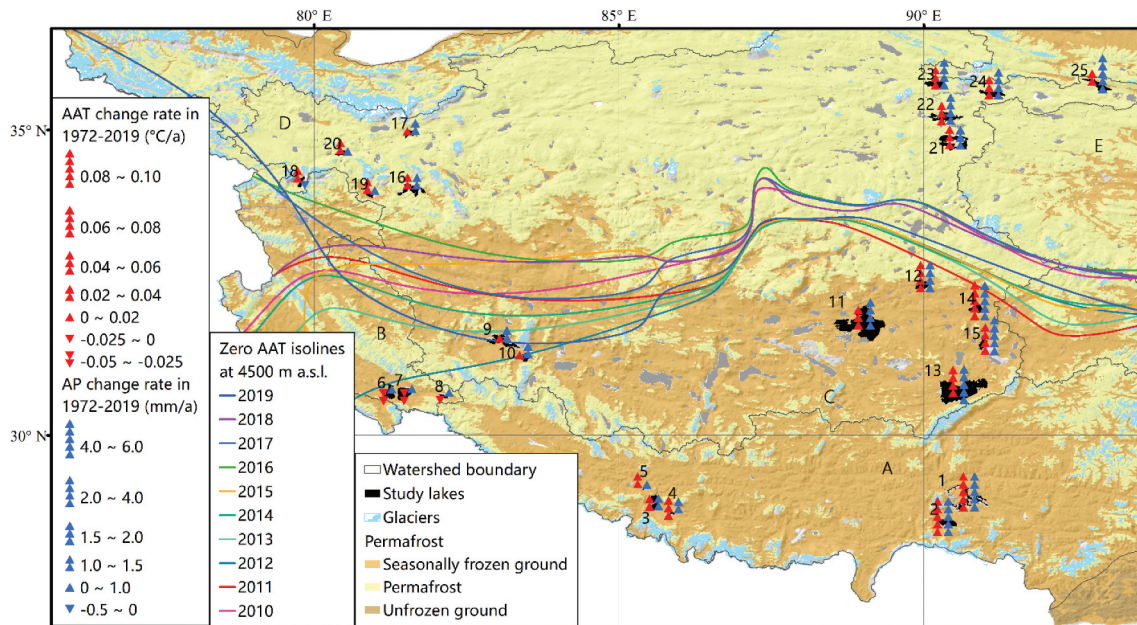 80° E
85° E
90° E
35° N
30° N
AAT change rate in
1972-2019 (°C/a)
0.08 ~ 0.10
0.06 ~ 0.08
0.04 ~ 0.06
0.02 ~ 0.04
0 ~ 0.02
-0.025 ~ 0
-0.05 ~ -0.025
AP change rate in
1972-2019 (mm/a)
4.0 ~ 6.0
2.0 ~ 4.0
1.5 ~ 2.0
1.0 ~ 1.5
0 ~ 1.0
-0.5 ~ 0
Zero AAT isolines
at 4500 m a.s.l.
2019
2018
2017
2016
2015
2014
2013
2012
2011
2010
Watershed boundary
Study lakes
Glaciers
Permafrost
Seasonally frozen ground
Permafrost
Unfrozen ground
23
24
25
22
21
E
D
17
20
18
19
16
12
11
14
15
9
10
B
13
6
7
8
C
A
5
4
3
1
2